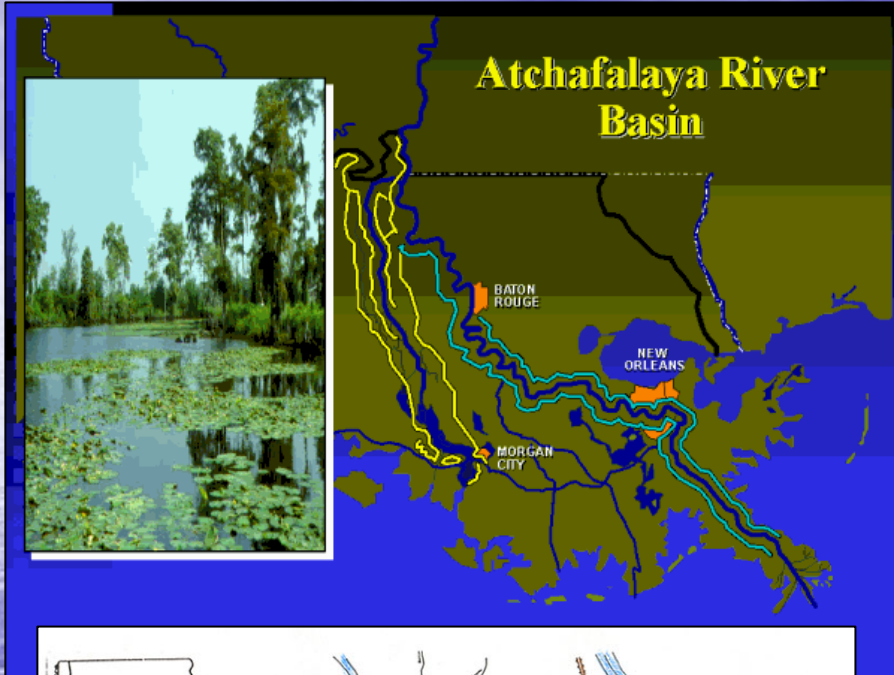 Atchafalaya River
Basin
BATON
ROUGE
NEW
ORLEANS
MORGAN
CITY